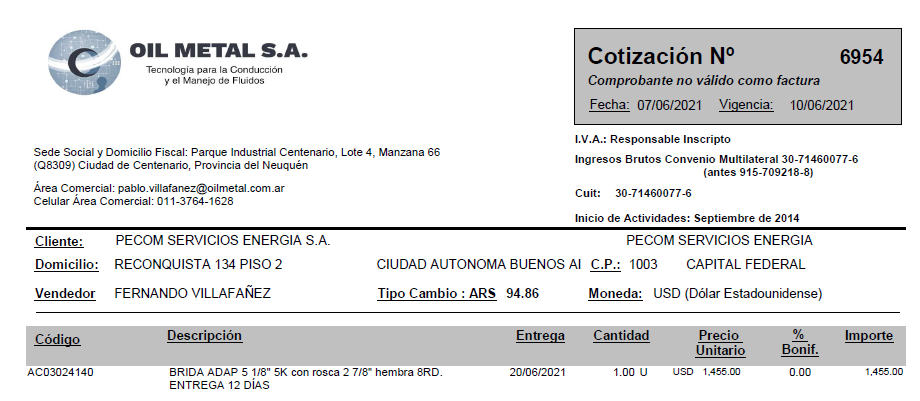 OIL METAL S.A.
Tecnología para la Conducción
y el Manejo de Fluidos
Cotización Nº 6954
Comprobante no válido como factura
Fecha: 07/06/2021 Vigencia: 10/06/2021
Sede Social y Domicilio Fiscal: Parque Industrial Centenario, Lote 4, Manzana 66
(Q8309) Ciudad de Centenario, Provincia del Neuquén
Área Comercial: pablo.villafanez@oilmetal.com.ar
Celular Área Comercial: 011-3764-1628
I.V.A.: Responsable Inscripto
Ingresos Brutos Convenio Multilateral 30-71460077-6
(antes 915-709218-8)
Cuit: 30-71460077-6
Inicio de Actividades: Septiembre de 2014
Cliente: PECOM SERVICIOS ENERGIA S.A. PECOM SERVICIOS ENERGIA
Domicilio: RECONQUISTA 134 PISO 2 CIUDAD AUTONOMA BUENOS AI C.P.: 1003 CAPITAL FEDERAL
Vendedor FERNANDO VILLAFAÑEZ Tipo Cambio : ARS 94.86 Moneda: USD (Dólar Estadounidense)
Código Descripción Entrega Cantidad Precio Unitario % Bonif. Importe
AC03024140 BRIDA ADAP 5 1/8" 5K con rosca 2 7/8" hembra 8RD. 20/06/2021 1.00 U USD 1,455.00 0.00 1,455.00
ENTREGA 12 DÍAS